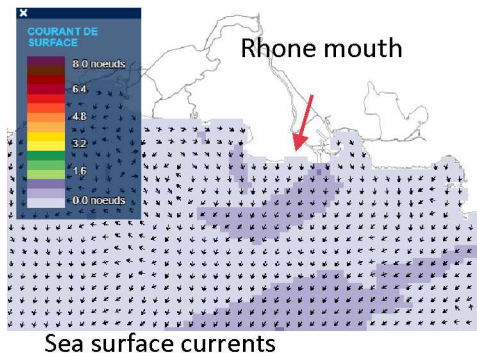 COURANT DE
SURFACE
8.0 noeuds
6.4
4.8
3.2
1.6
0.0 noeuds
Rhone mouth
Sea surface currents